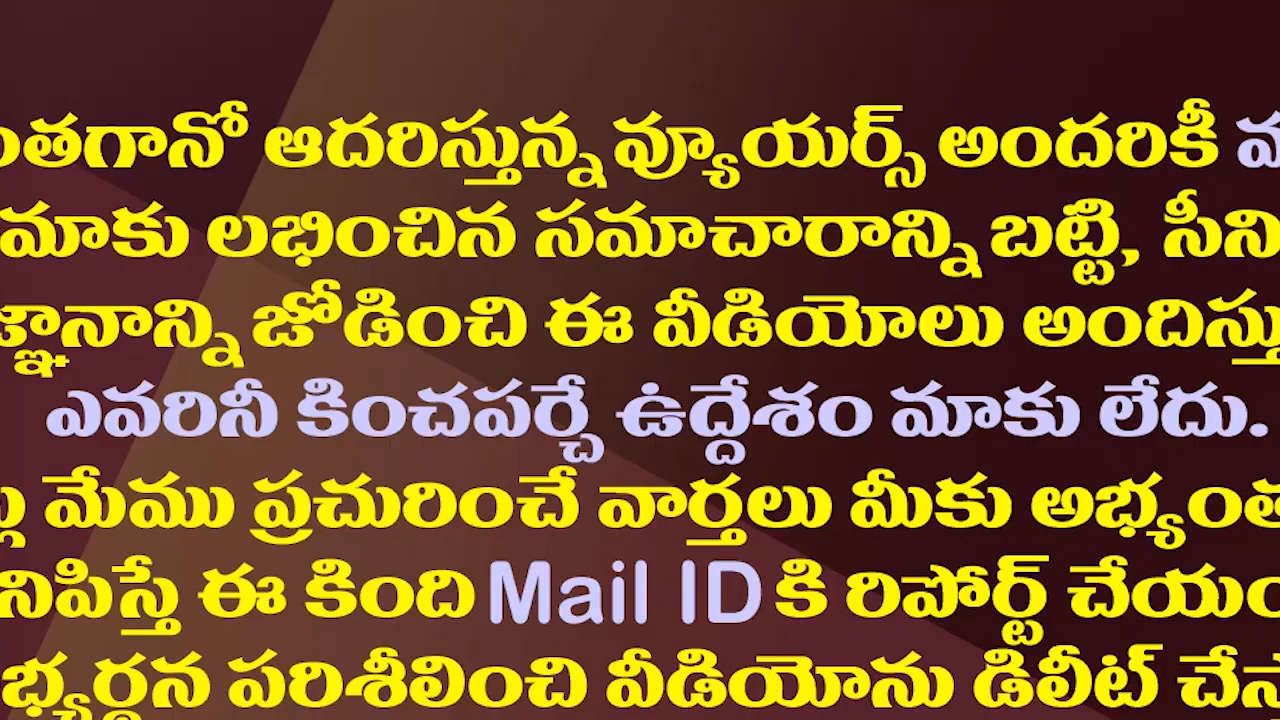 ంతగానో ఆదరిస్తున్న వ్యూయర్స్ అందరికీ
మాకు లభించిన సమాచారాన్ని బట్టి, సీని
జ్ఞానాన్ని జోడించి ఈ వీడియోలు అందిస్తు
ఎవరినీ కించపర్చే ఉద్దేశం మాకు లేదు.
మేము ప్రచురించే వార్తలు మీకు అభ్యంత
నిపిస్తే ఈ కింది Mail ID కి రిపోర్ట్ చేయం
భ్యర్థన పరిశీలించి వీడియోను డిలీట్ చేస